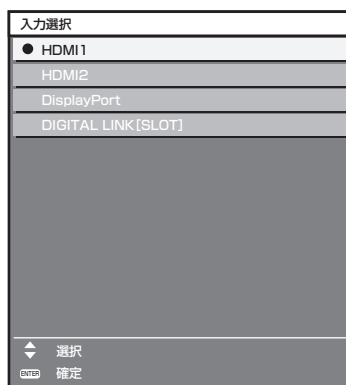 入力選択
HDMI1
HDMI2
DisplayPort
DIGITAL LINK[SLOT]
選択
ENTER 確定